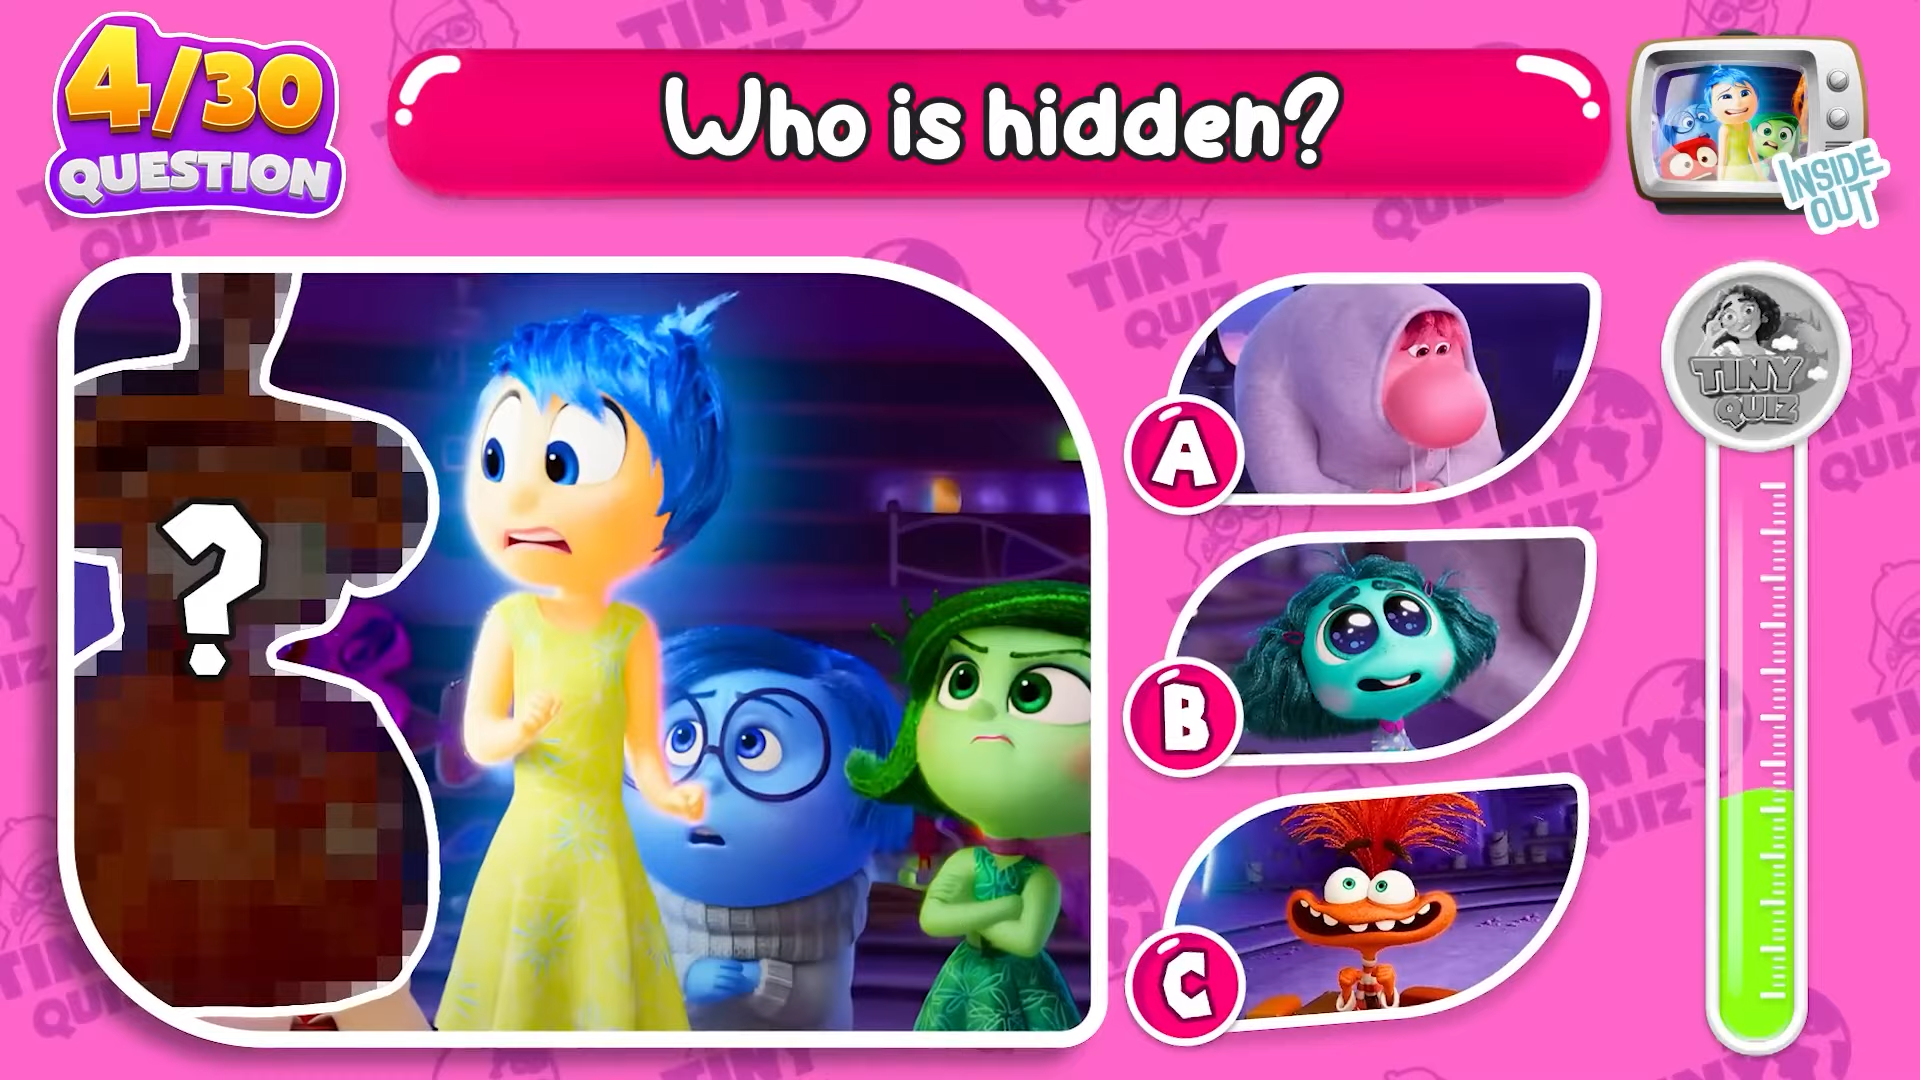 4/30
QUESTION
Who is hidden?
INSIDE
OUT
?
TINY
QUIZ
A
B
C